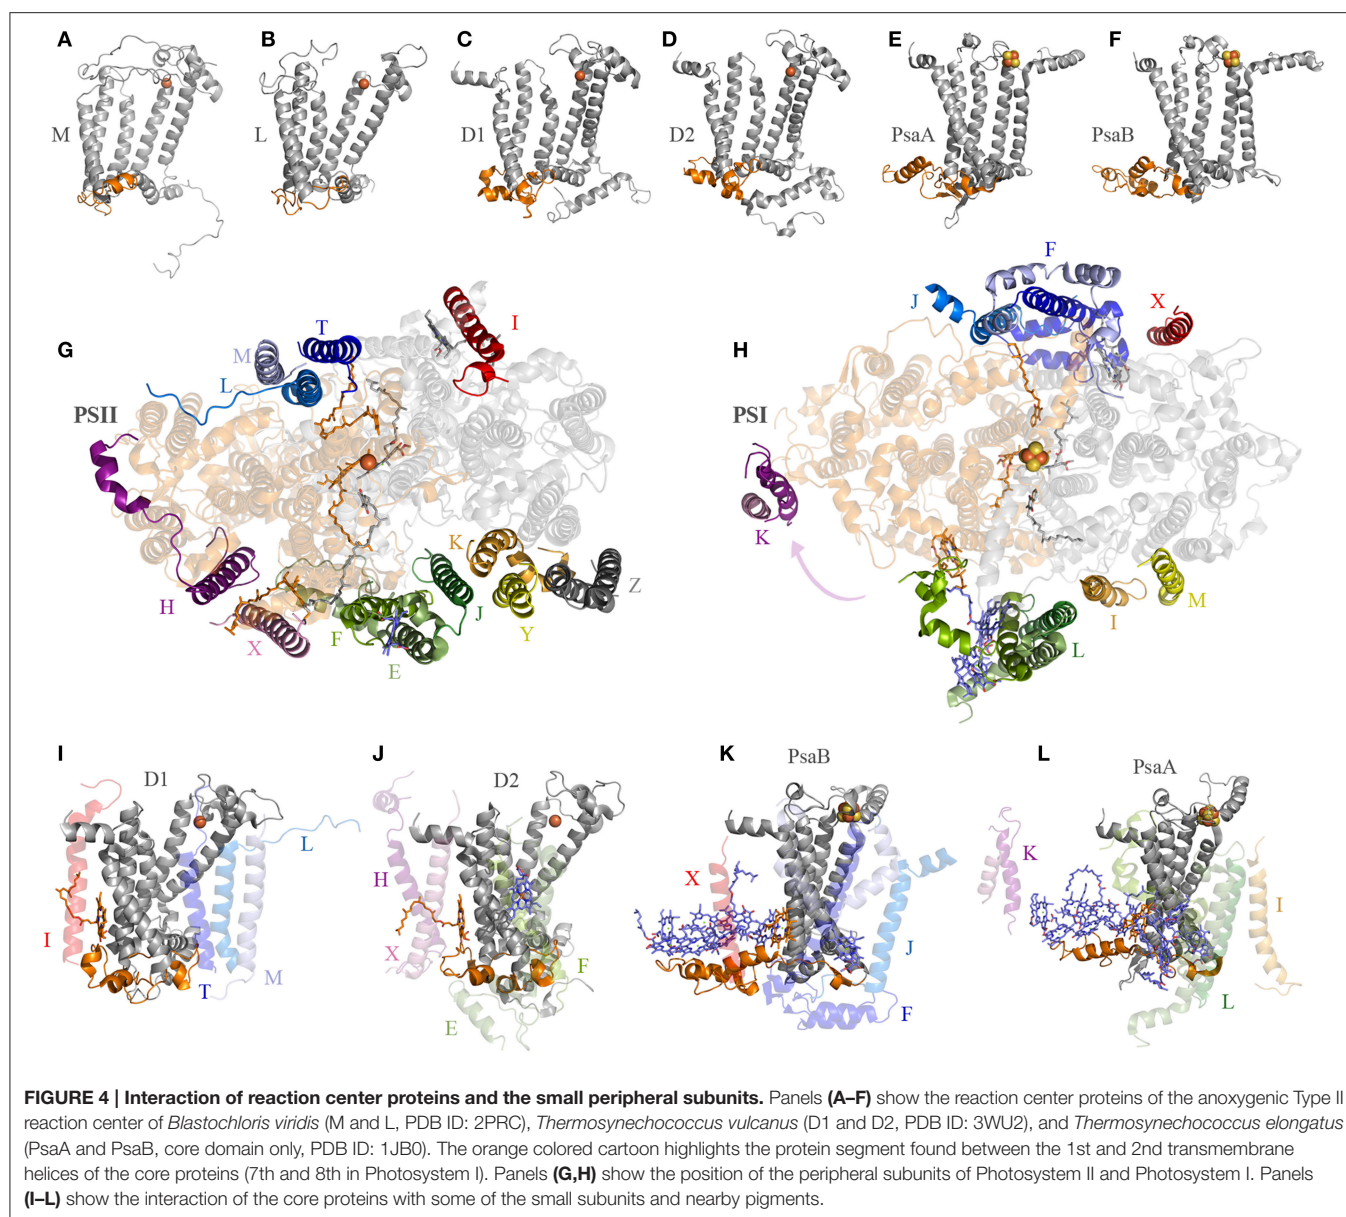 A B C D E F
M L D1 D2 PsaA PsaB
G PSII M T L I H X F E J K Y Z
H PSI J F X K L I M
I D1 I T L M
J D2 H X E F
K PsaB X J F
L PsaA K L I
FIGURE 4 | Interaction of reaction center proteins and the small peripheral subunits. Panels (A–F) show the reaction center proteins of the anoxygenic Type II
reaction center of Blastochloris viridis (M and L, PDB ID: 2PRC), Thermosynechococcus vulcanus (D1 and D2, PDB ID: 3WU2), and Thermosynechococcus elongatus
(PsaA and PsaB, core domain only, PDB ID: 1JB0). The orange colored cartoon highlights the protein segment found between the 1st and 2nd transmembrane
helices of the core proteins (7th and 8th in Photosystem I). Panels (G,H) show the position of the peripheral subunits of Photosystem II and Photosystem I. Panels
(I–L) show the interaction of the core proteins with some of the small subunits and nearby pigments.